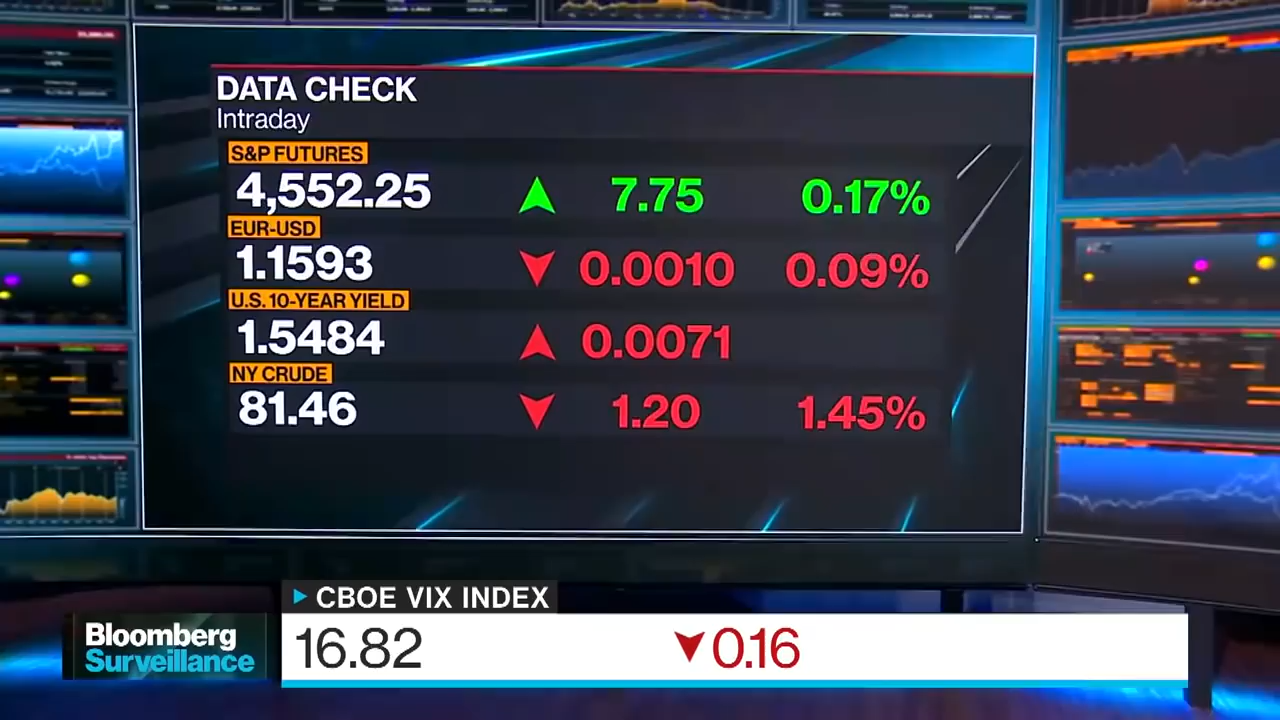 DATA CHECK
Intraday
S&P FUTURES
4,552.25 7.75 0.17%
EUR-USD
1.1593 0.0010 0.09%
U.S. 10-YEAR YIELD
1.5484 0.0071
NY CRUDE
81.46 1.20 1.45%
CBOE VIX INDEX
Bloomberg
Surveillance
16.82 0.16